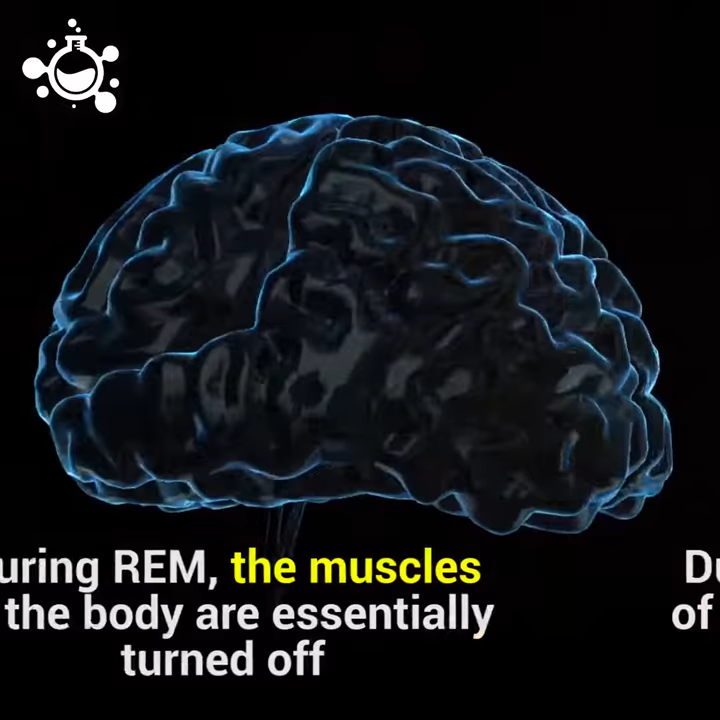 uring REM, the muscles
the body are essentially
turned off
Du
of